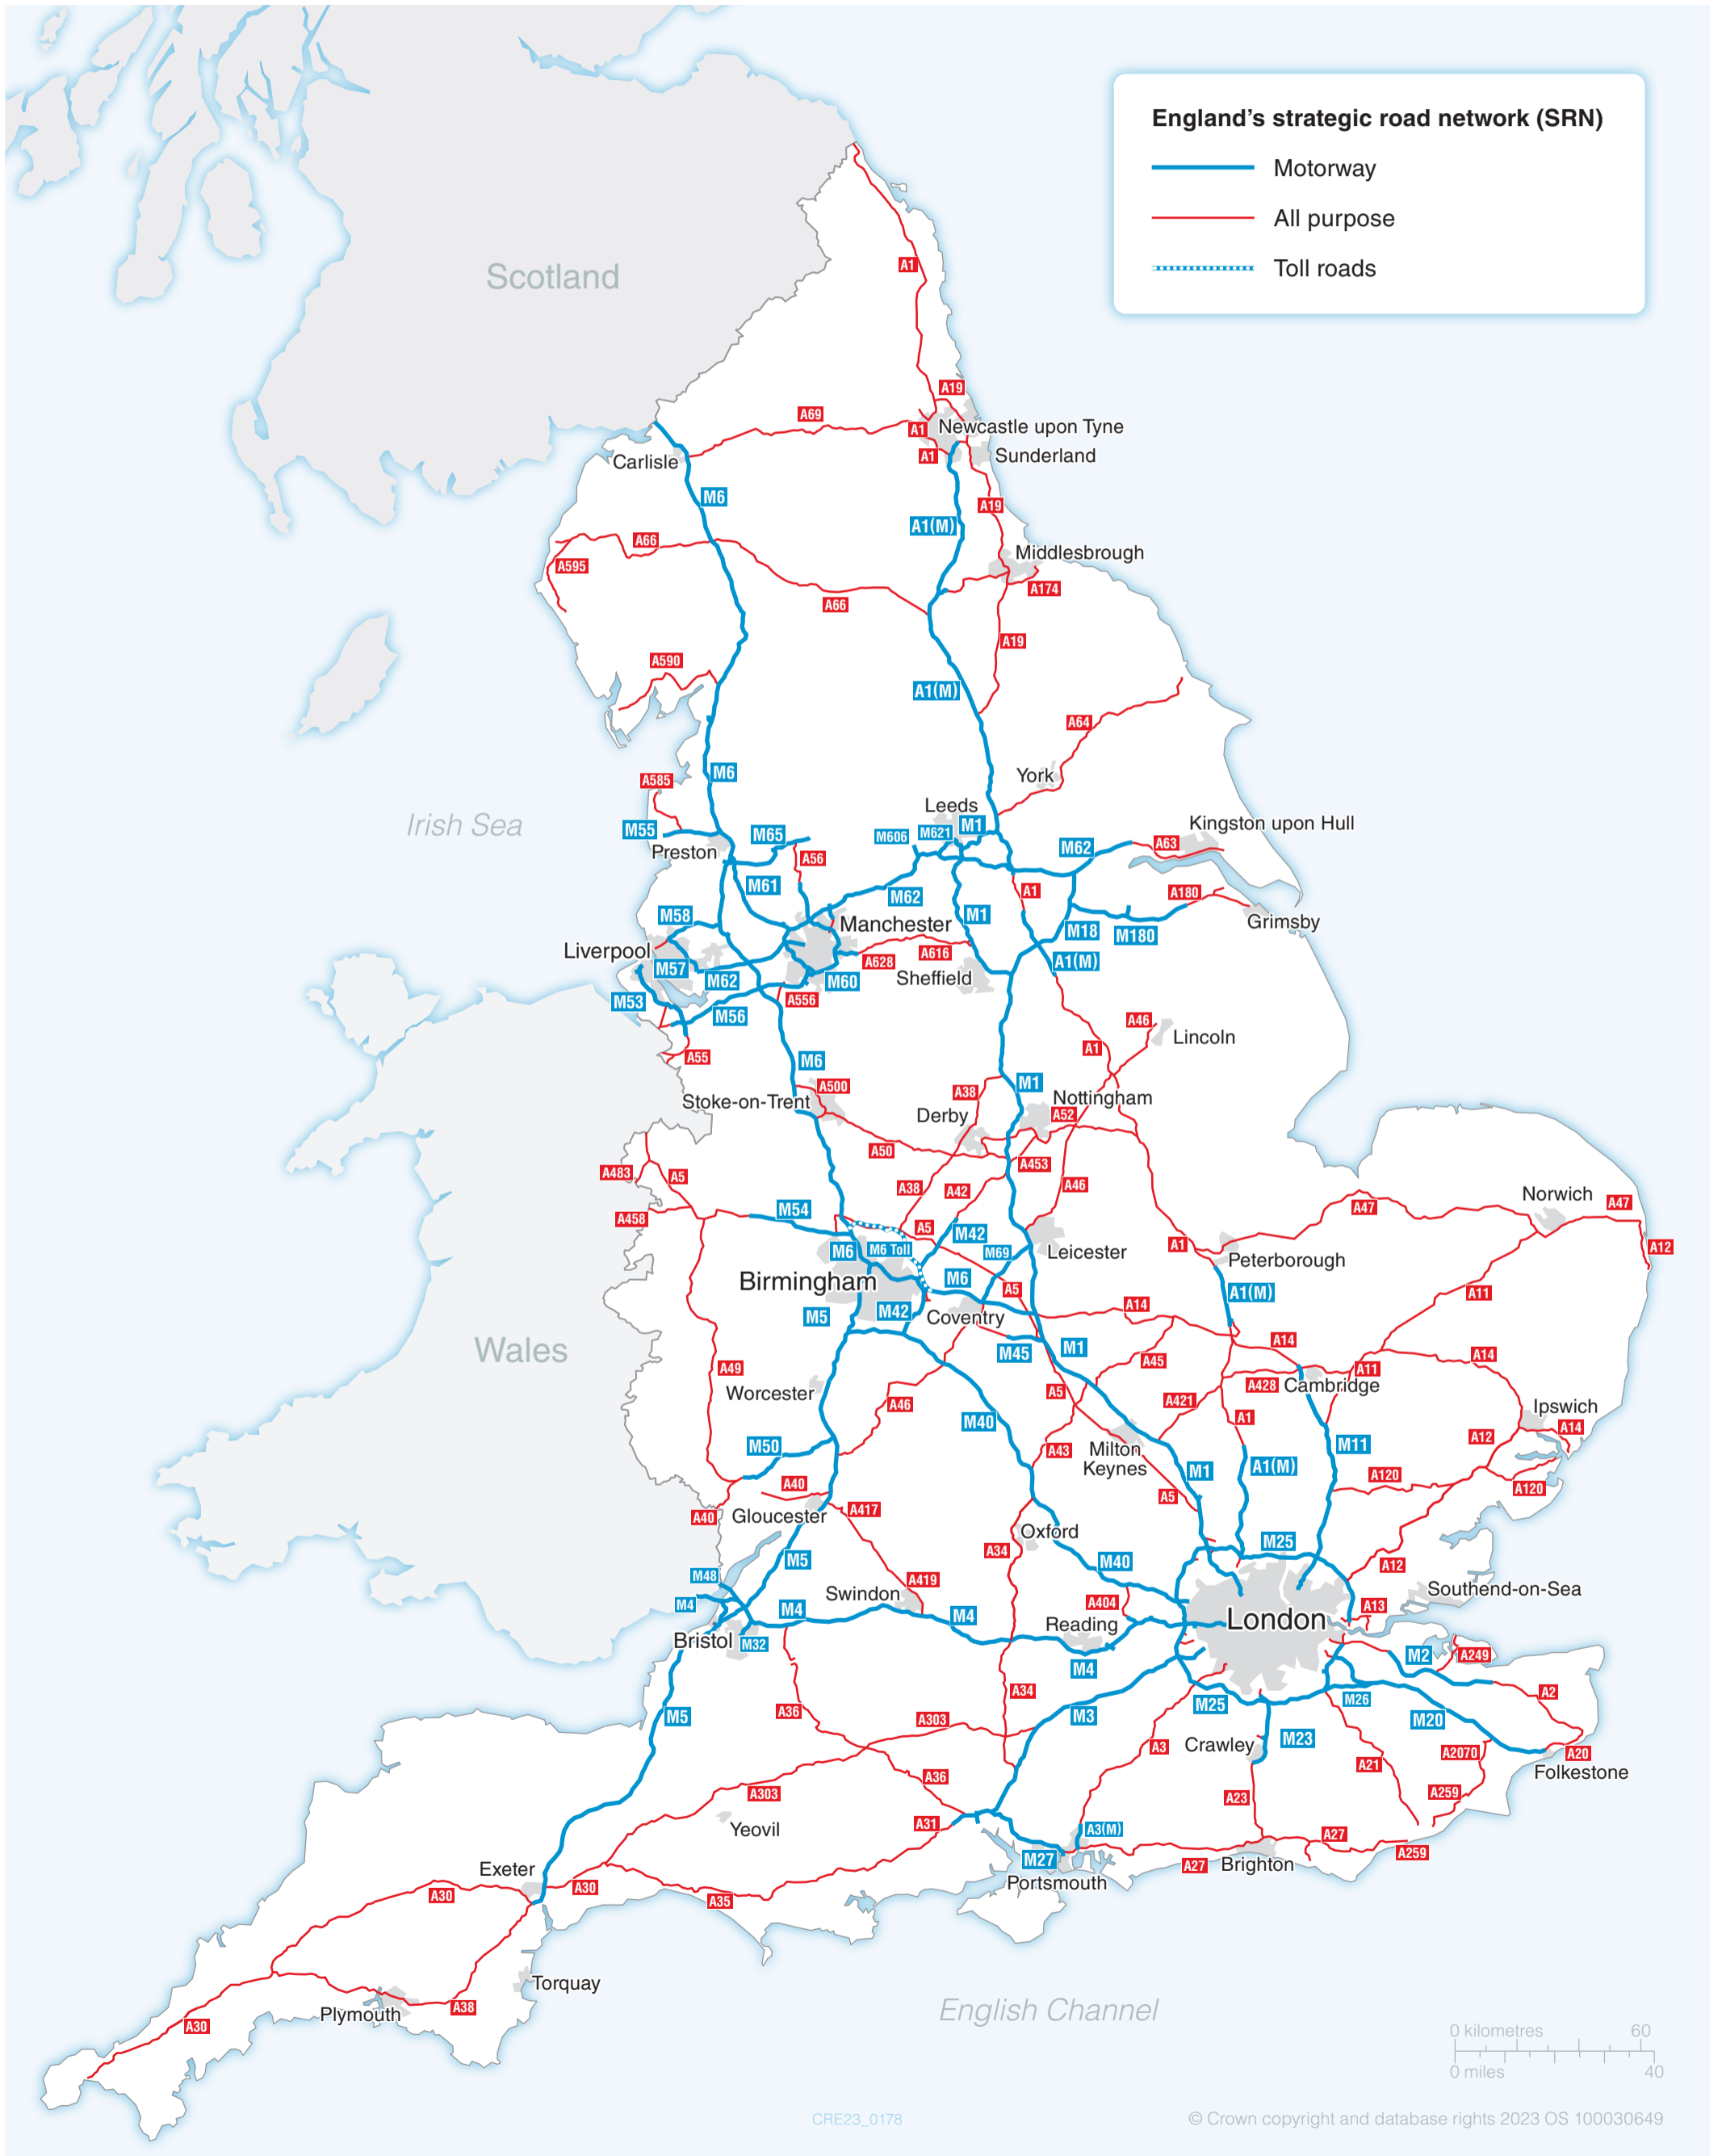 England's strategic road network (SRN)
Motorway
All purpose
Toll roads
Scotland
A1
A19
A69
A1
Newcastle upon Tyne
A1
Sunderland
Carlisle
M6
A19
A1(M)
A66
Middlesbrough
A595
A174
A66
A19
A590
A1(M)
A64
M6
York
A585
Irish Sea
Leeds
M55
M65
M606
M621
M1
Kingston upon Hull
Preston
A56
M62
A63
M61
M62
A1
A180
M58
M1
Grimsby
Manchester
M18
M180
Liverpool
A616
A628
A1(M)
M57
M62
M60
Sheffield
M53
A556
M56
A46
Lincoln
A55
M6
A1
A500
M1
Stoke-on-Trent
A38
Nottingham
Derby
A52
A50
A453
A483
A5
A38
A42
A46
Norwich
A47
A47
M54
A458
A5
M42
M6
M6 Toll
M69
Leicester
A1
A12
Peterborough
Birmingham
M6
A5
A1(M)
A11
M5
M42
Coventry
A14
Wales
M45
M1
A14
A45
A14
A49
A11
Worcester
A5
A428
Cambridge
A46
A421
M40
A1
Ipswich
A14
M50
A43
Milton
Keynes
M11
A12
A40
M1
A1(M)
A120
A120
A40
Gloucester
A417
A5
Oxford
M25
A34
M5
M40
A12
M48
A419
Southend-on-Sea
Swindon
M4
M4
M4
A404
A13
Reading
London
Bristol
M32
M4
M2
A249
A34
M25
M26
A2
M5
A36
A303
M3
M20
A3
Crawley
M23
A2070
A20
A21
Folkestone
A36
A303
A23
A259
Yeovil
A31
A3(M)
A27
M27
A27
Brighton
A259
Portsmouth
Exeter
A30
A30
A35
Torquay
Plymouth
A38
A30
English Channel
0 kilometres 60
0 miles 40
CRE23_0178
© Crown copyright and database rights 2023 OS 100030649